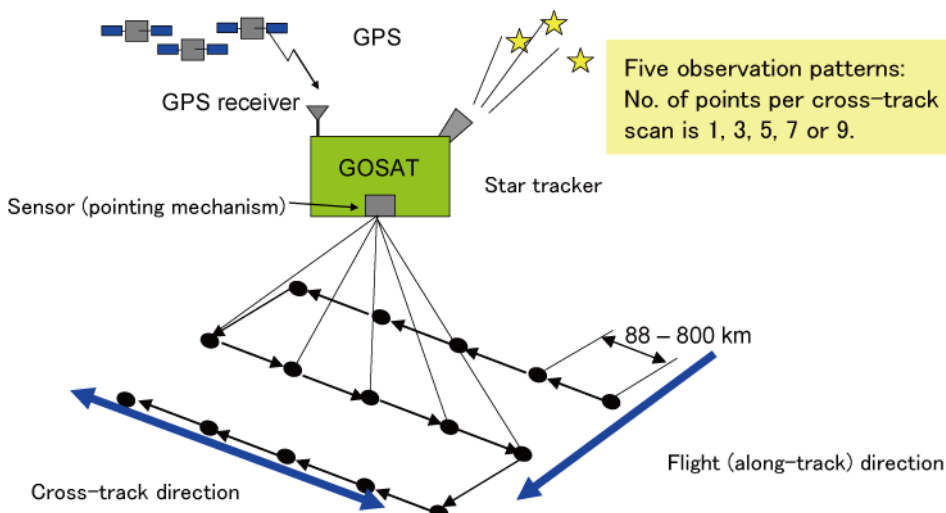 GPS
GPS receiver
Five observation patterns:
No. of points per cross-track
scan is 1, 3, 5, 7 or 9.
GOSAT
Star tracker
Sensor (pointing mechanism)
88 – 800 km
Flight (along-track) direction
Cross-track direction